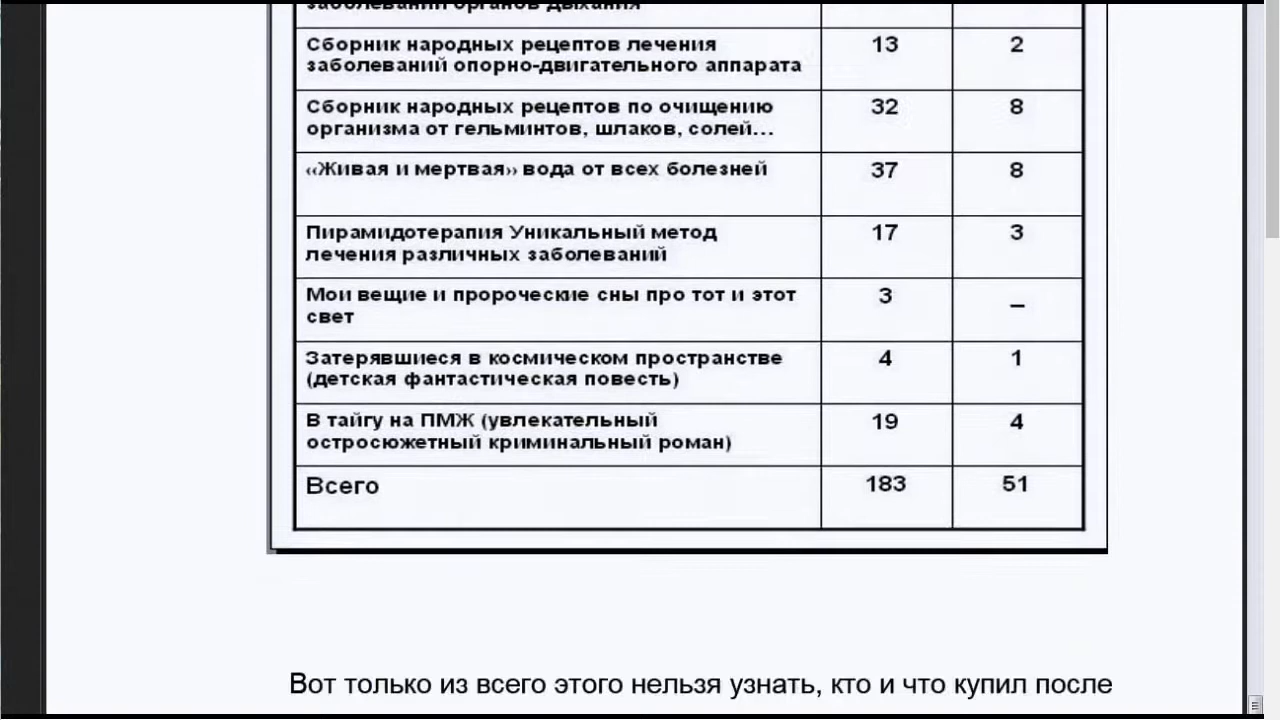 заболеваний органов дыхания
Сборник народных рецептов лечения
заболеваний опорно-двигательного аппарата
13
2
Сборник народных рецептов по очищению
организма от гельминтов, шлаков, солей…
32
8
«Живая и мертвая» вода от всех болезней
37
8
Пирамидотерапия Уникальный метод
лечения различных заболеваний
17
3
Мои вещие и пророческие сны про тот и этот
свет
3
–
Затерявшиеся в космическом пространстве
(детская фантастическая повесть)
4
1
В тайгу на ПМЖ (увлекательный
остросюжетный криминальный роман)
19
4
Всего
183
51
Вот только из всего этого нельзя узнать, кто и что купил после